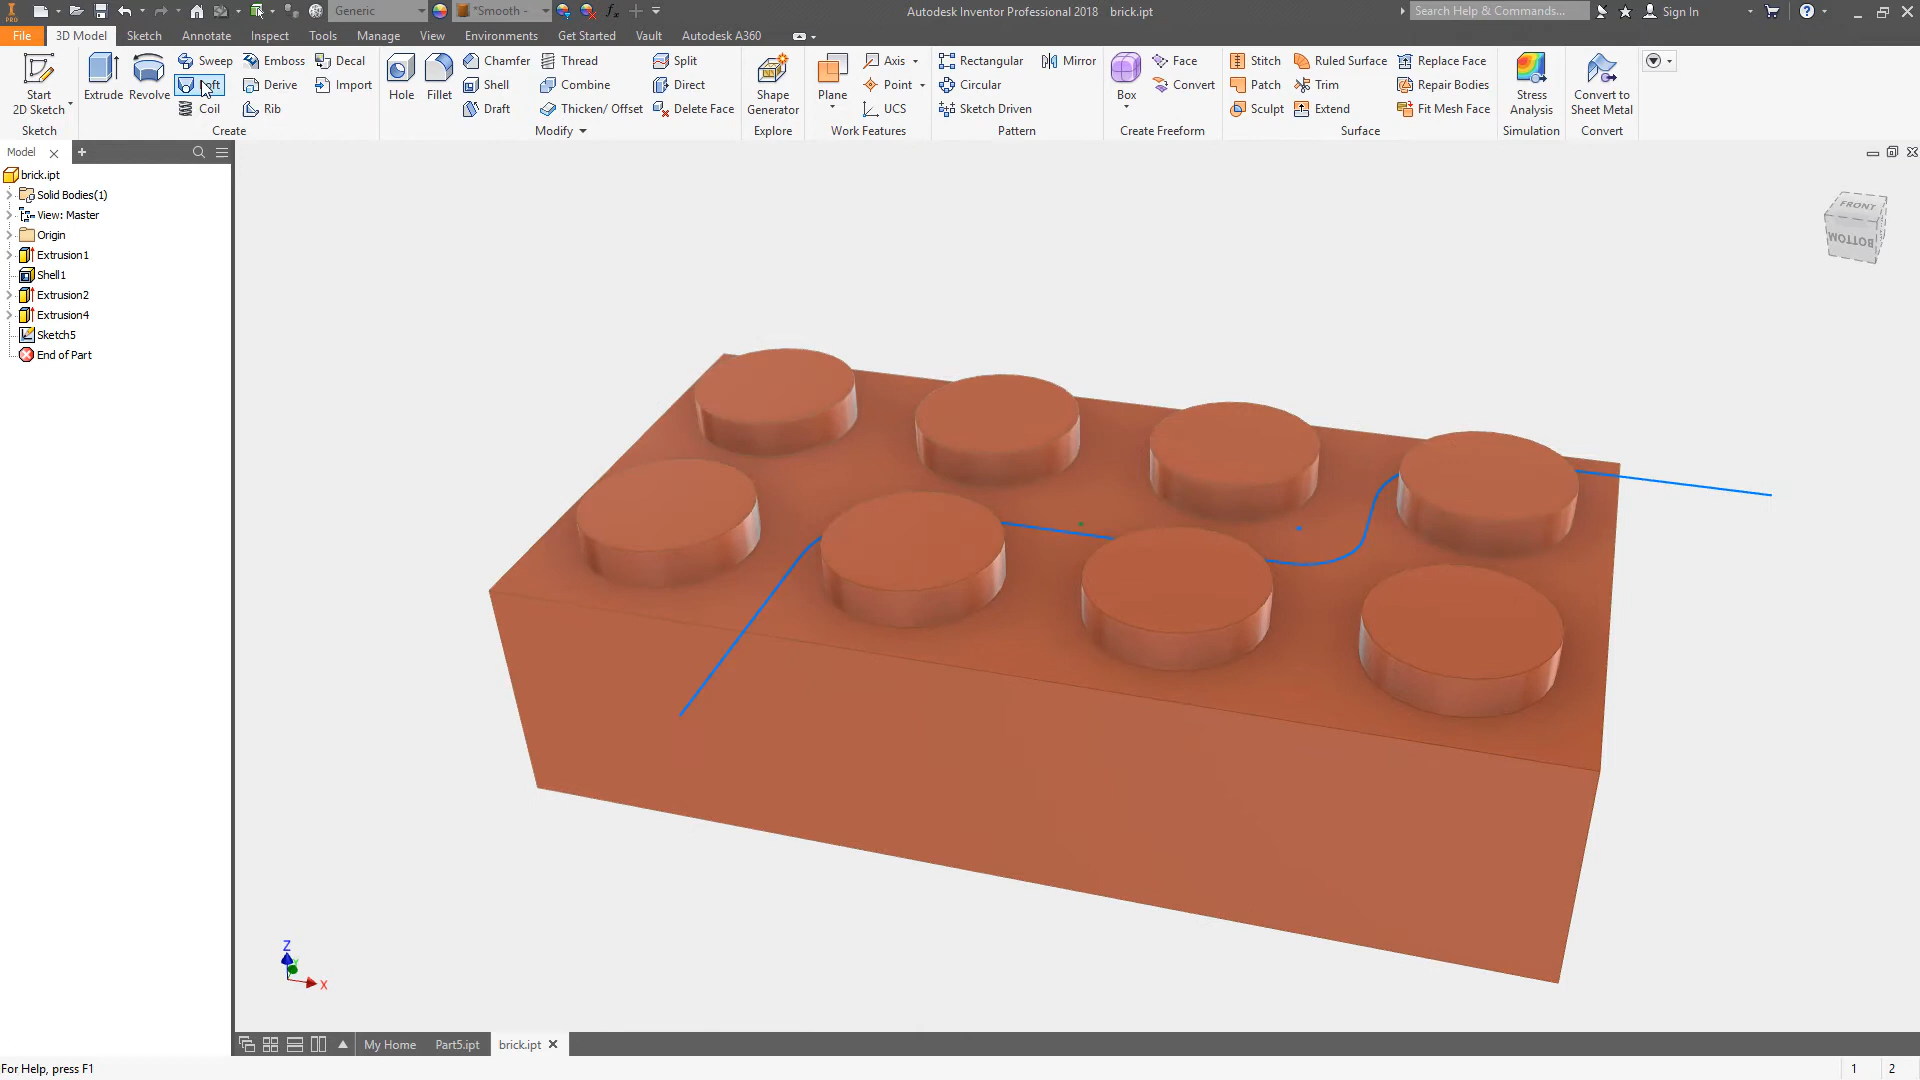 Generic
*Smooth -
Autodesk Inventor Professional 2018 brick.ipt
Search Help & Commands...
Sign In
PRO
File 3D Model Sketch Annotate Inspect Tools Manage View Environments Get Started Vault Autodesk A360
Start
2D Sketch
Sketch
Extrude
Revolve
Sweep
Coil
Emboss
Derive
Rib
Decal
Import
Create
Hole
Fillet
Chamfer
Shell
Draft
Thread
Combine
Thicken/ Offset
Split
Direct
Delete Face
Modify
Shape
Generator
Explore
Plane
Axis
Point
UCS
Work Features
Rectangular
Circular
Sketch Driven
Mirror
Pattern
Box
Face
Convert
Create Freeform
Stitch
Patch
Sculpt
Ruled Surface
Trim
Extend
Replace Face
Repair Bodies
Fit Mesh Face
Surface
Stress
Analysis
Simulation
Convert to
Sheet Metal
Convert
Model
brick.ipt
Solid Bodies(1)
View: Master
Origin
Extrusion1
Shell1
Extrusion2
Extrusion4
Sketch5
End of Part
FRONT
BOTTOM
Z
X
My Home
Part5.ipt
brick.ipt
For Help, press F1
1 2